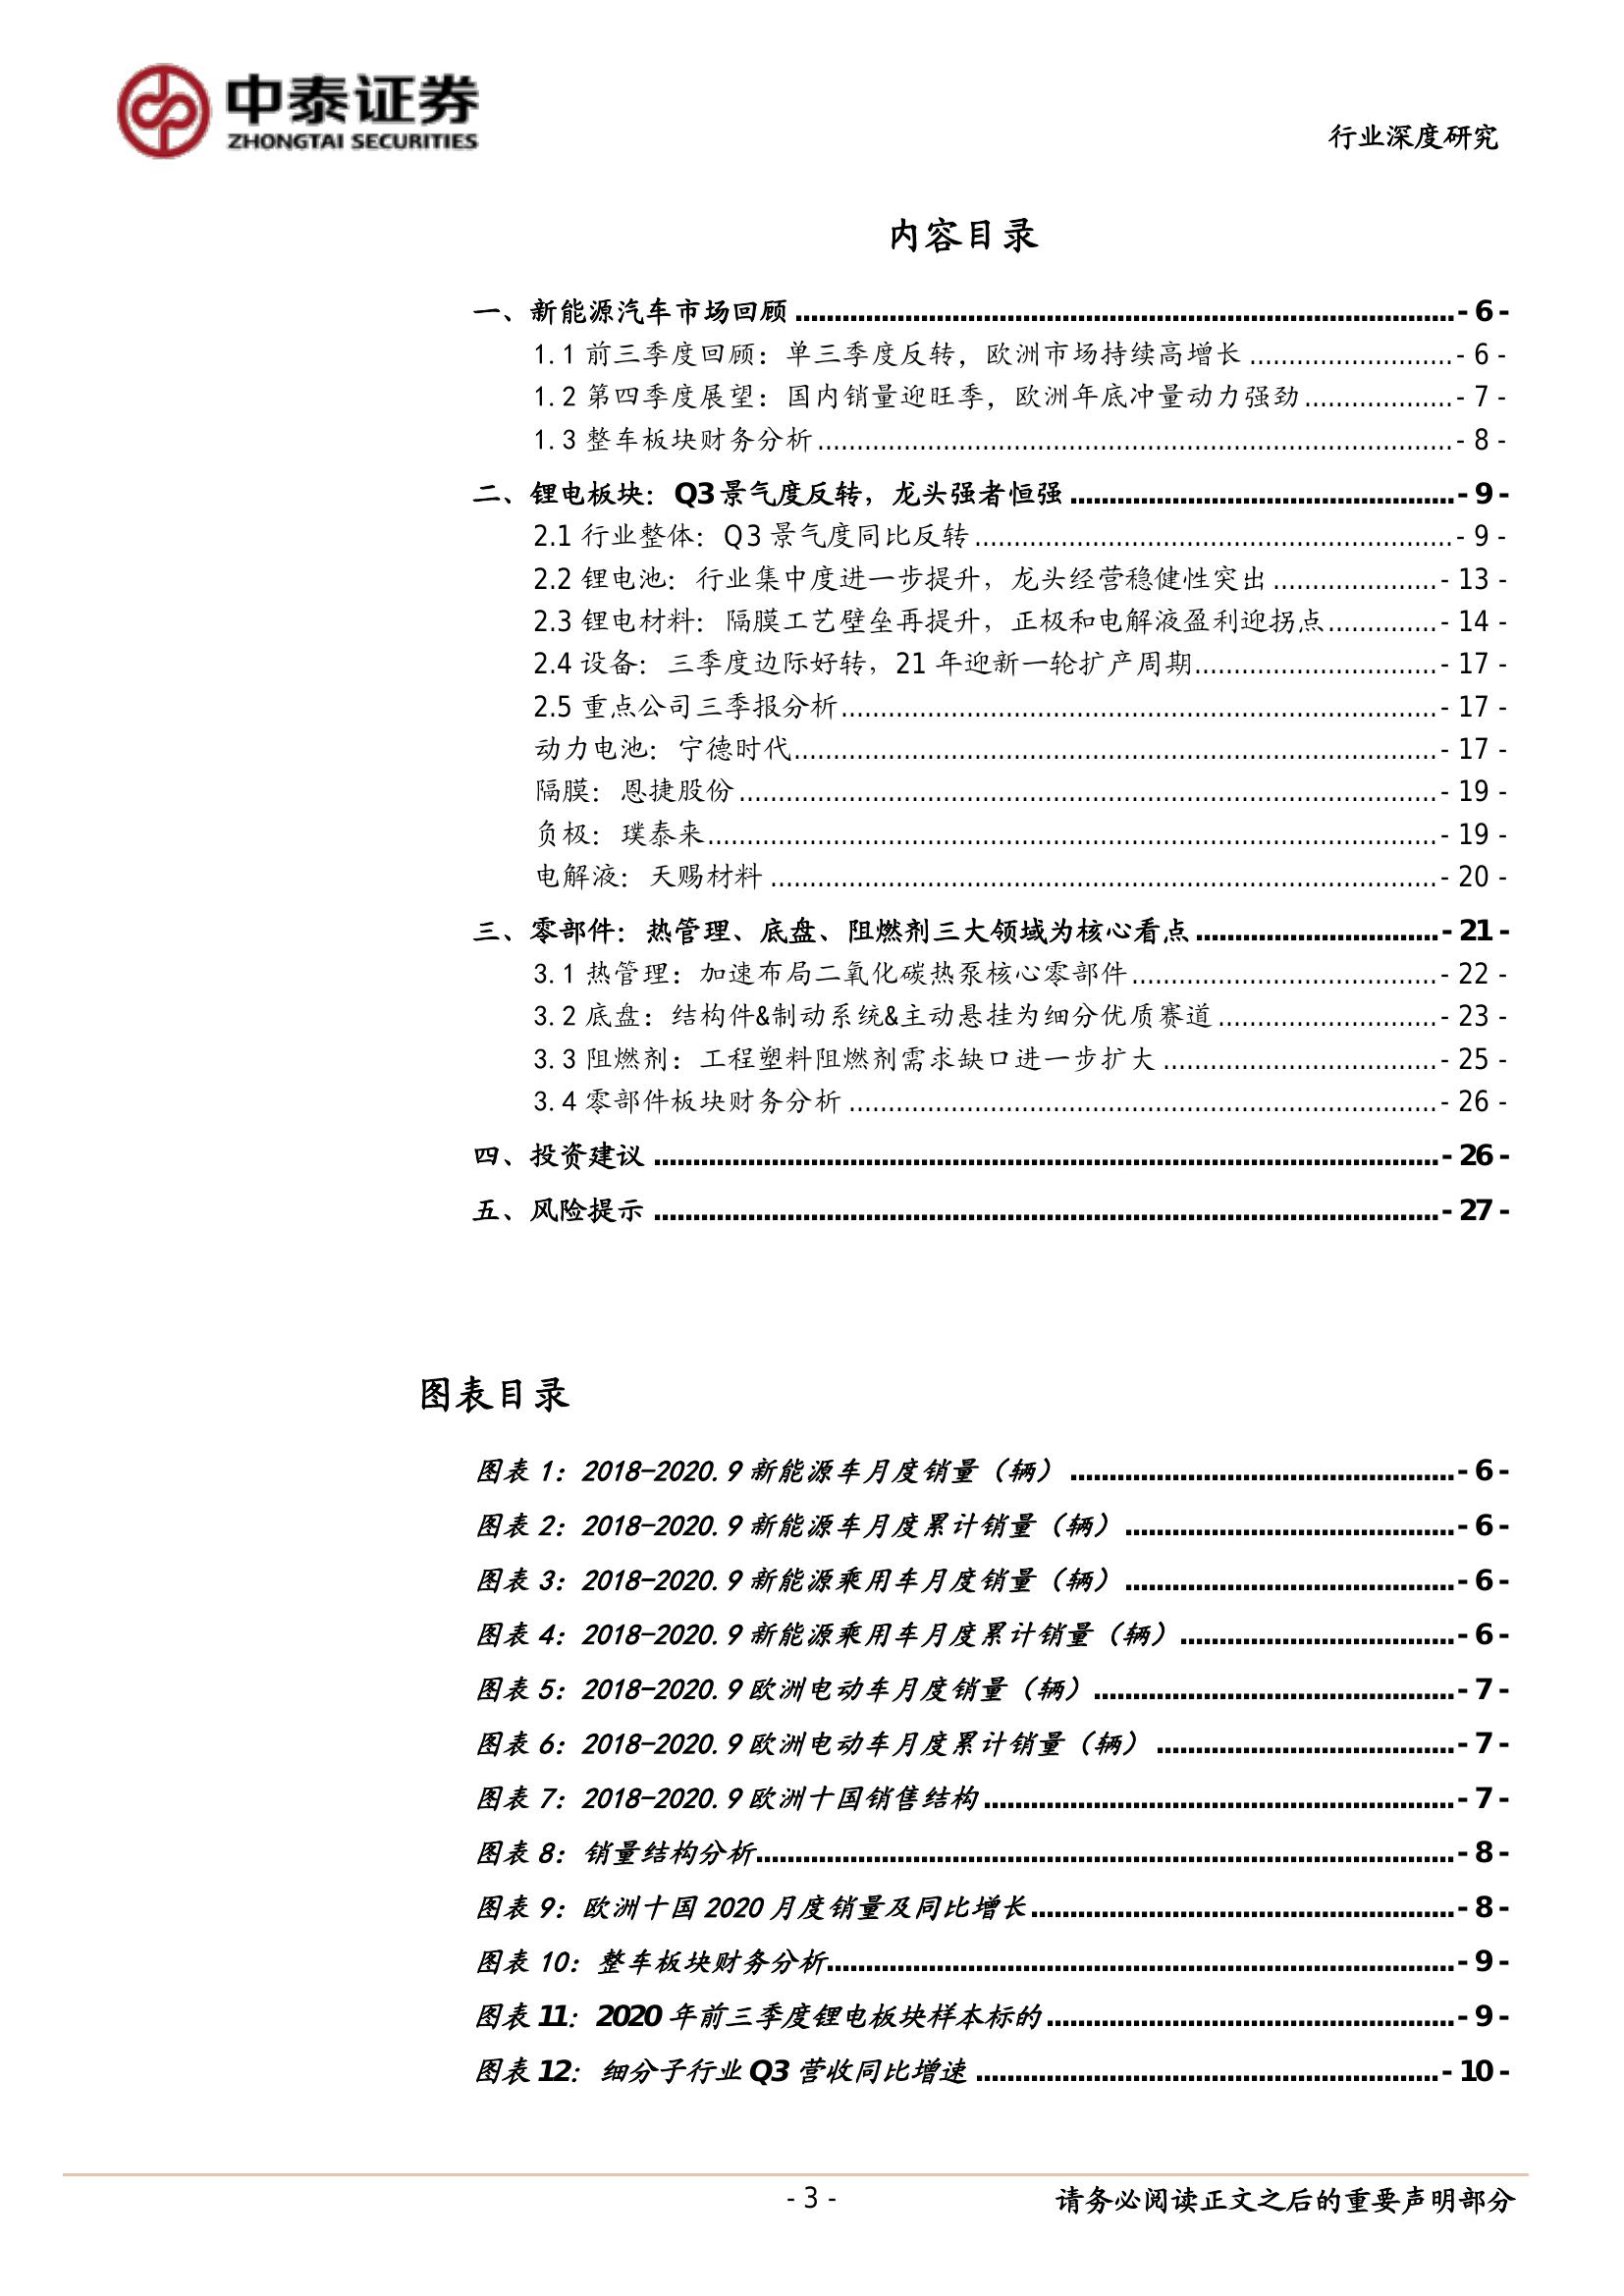 中泰证券
ZHONGTAI SECURITIES
行业深度研究
内容目录
一、新能源汽车市场回顾 ........ - 6 -
1.1 前三季度回顾：单三季度反转，欧洲市场持续高增长 ........ - 6 -
1.2 第四季度展望：国内销量迎旺季，欧洲年底冲量动力强劲 ........ - 7 -
1.3 整车板块财务分析 ........ - 8 -
二、锂电板块：Q3 景气度反转，龙头强者恒强 ........ - 9 -
2.1 行业整体：Q3 景气度同比反转 ........ - 9 -
2.2 锂电池：行业集中度进一步提升，龙头经营稳健性突出 ........ - 13 -
2.3 锂电材料：隔膜工艺壁垒再提升，正极和电解液盈利迎拐点 ........ - 14 -
2.4 设备：三季度边际好转，21 年迎新一轮扩产周期 ........ - 17 -
2.5 重点公司三季报分析 ........ - 17 -
动力电池：宁德时代 ........ - 17 -
隔膜：恩捷股份 ........ - 19 -
负极：璞泰来 ........ - 19 -
电解液：天赐材料 ........ - 20 -
三、零部件：热管理、底盘、阻燃剂三大领域为核心看点 ........ - 21 -
3.1 热管理：加速布局二氧化碳热泵核心零部件 ........ - 22 -
3.2 底盘：结构件&制动系统&主动悬挂为细分优质赛道 ........ - 23 -
3.3 阻燃剂：工程塑料阻燃剂需求缺口进一步扩大 ........ - 25 -
3.4 零部件板块财务分析 ........ - 26 -
四、投资建议 ........ - 26 -
五、风险提示 ........ - 27 -
图表目录
图表 1：2018-2020.9 新能源车月度销量（辆） ........ - 6 -
图表 2：2018-2020.9 新能源车月度累计销量（辆） ........ - 6 -
图表 3：2018-2020.9 新能源乘用车月度销量（辆） ........ - 6 -
图表 4：2018-2020.9 新能源乘用车月度累计销量（辆） ........ - 6 -
图表 5：2018-2020.9 欧洲电动车月度销量（辆） ........ - 7 -
图表 6：2018-2020.9 欧洲电动车月度累计销量（辆） ........ - 7 -
图表 7：2018-2020.9 欧洲十国销售结构 ........ - 7 -
图表 8：销量结构分析 ........ - 8 -
图表 9：欧洲十国 2020 月度销量及同比增长 ........ - 8 -
图表 10：整车板块财务分析 ........ - 9 -
图表 11：2020 年前三季度锂电板块样本标的 ........ - 9 -
图表 12：细分子行业 Q3 营收同比增速 ........ - 10 -
- 3 -
请务必阅读正文之后的重要声明部分